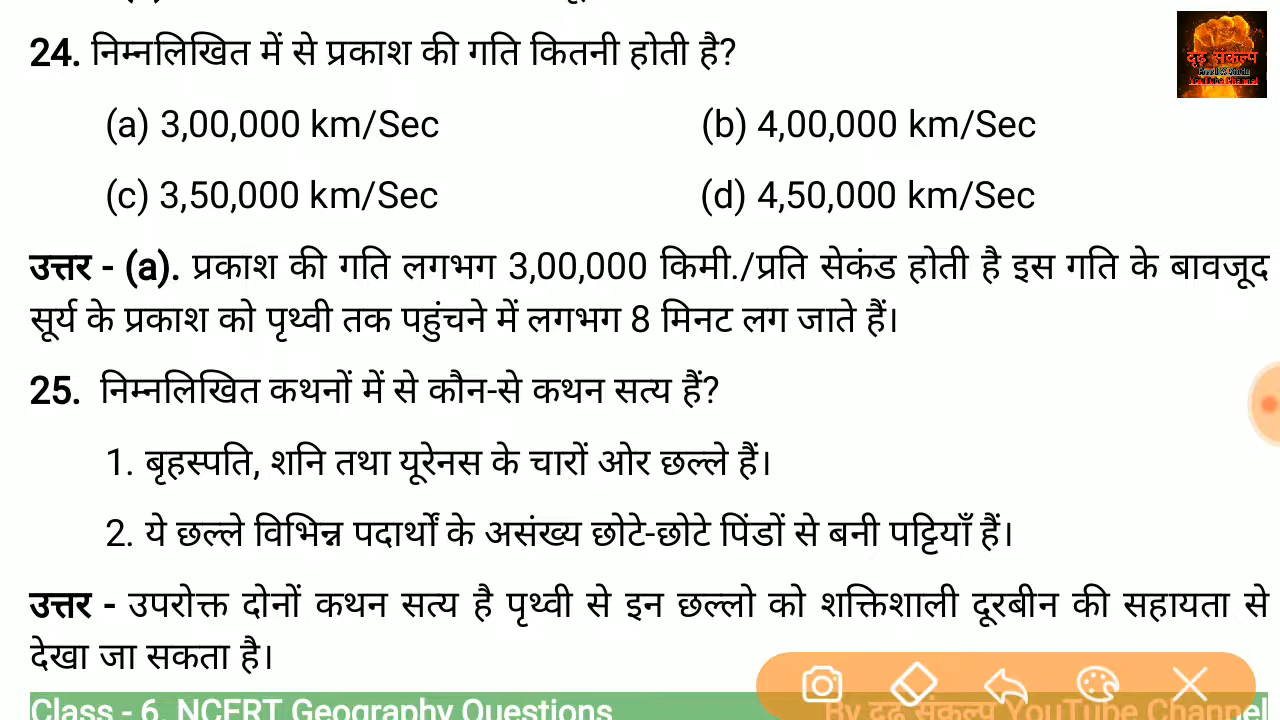 24. निम्नलिखित में से प्रकाश की गति कितनी होती है?
(a) 3,00,000 km/Sec (b) 4,00,000 km/Sec
(c) 3,50,000 km/Sec (d) 4,50,000 km/Sec
उत्तर - (a). प्रकाश की गति लगभग 3,00,000 किमी./प्रति सेकंड होती है इस गति के बावजूद
सूर्य के प्रकाश को पृथ्वी तक पहुंचने में लगभग 8 मिनट लग जाते हैं।
25. निम्नलिखित कथनों में से कौन-से कथन सत्य हैं?
1. बृहस्पति, शनि तथा यूरेनस के चारों ओर छल्ले हैं।
2. ये छल्ले विभिन्न पदार्थों के असंख्य छोटे-छोटे पिंडों से बनी पट्टियाँ हैं।
उत्तर - उपरोक्त दोनों कथन सत्य है पृथ्वी से इन छल्लो को शक्तिशाली दूरबीन की सहायता से
देखा जा सकता है।
Class - 6, NCERT Geography Questions By दृढ़ संकल्प YouTube Channel
दृढ़ संकल्प